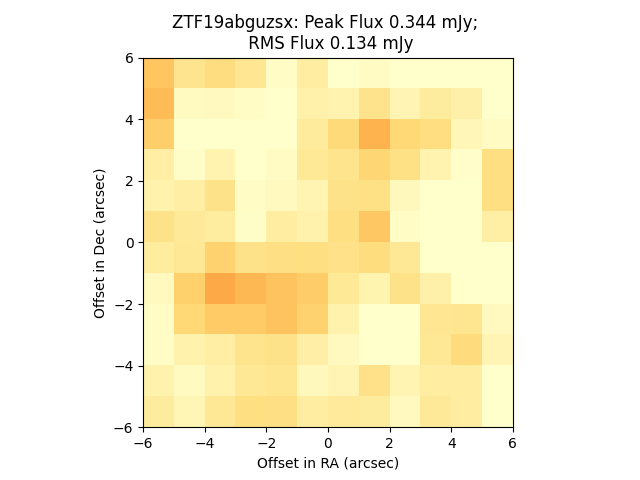 ZTF19abguzsx: Peak Flux 0.344 mJy;
RMS Flux 0.134 mJy
6
4
2
0
−2
−4
−6
Offset in Dec (arcsec)
−6 −4 −2 0 2 4 6
Offset in RA (arcsec)